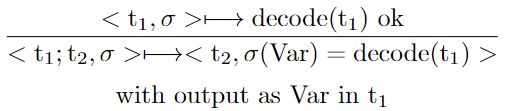 < t₁, σ >⟼ decode(t₁) ok
< t₁; t₂, σ >⟼< t₂, σ(Var) = decode(t₁) >
with output as Var in t₁